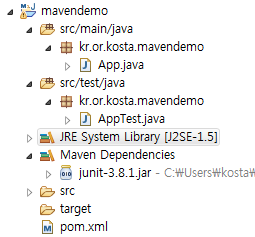 mavendemo
src/main/java
kr.or.kosta.mavendemo
App.java
src/test/java
kr.or.kosta.mavendemo
AppTest.java
JRE System Library [J2SE-1.5]
Maven Dependencies
junit-3.8.1.jar - C:₩Users₩kosta₩
src
target
pom.xml